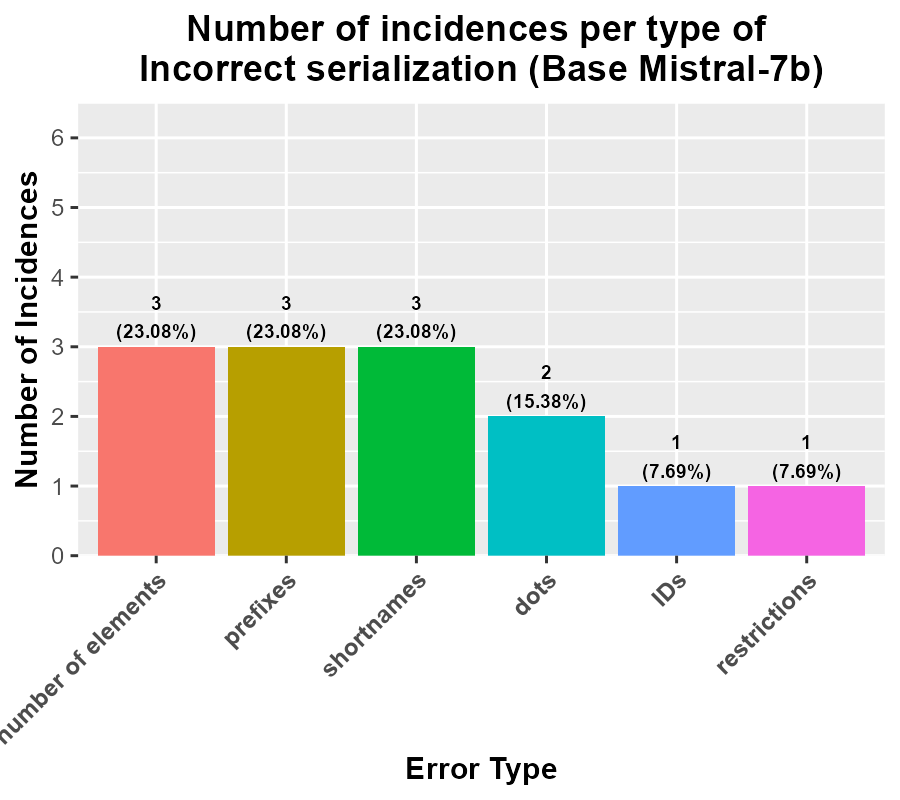 Number of incidences per type of
Incorrect serialization (Base Mistral-7b)
Number of Incidences
6
5
4
3
2
1
0
3
(23.08%)
3
(23.08%)
3
(23.08%)
2
(15.38%)
1
(7.69%)
1
(7.69%)
number of elements
prefixes
shortnames
dots
IDs
restrictions
Error Type